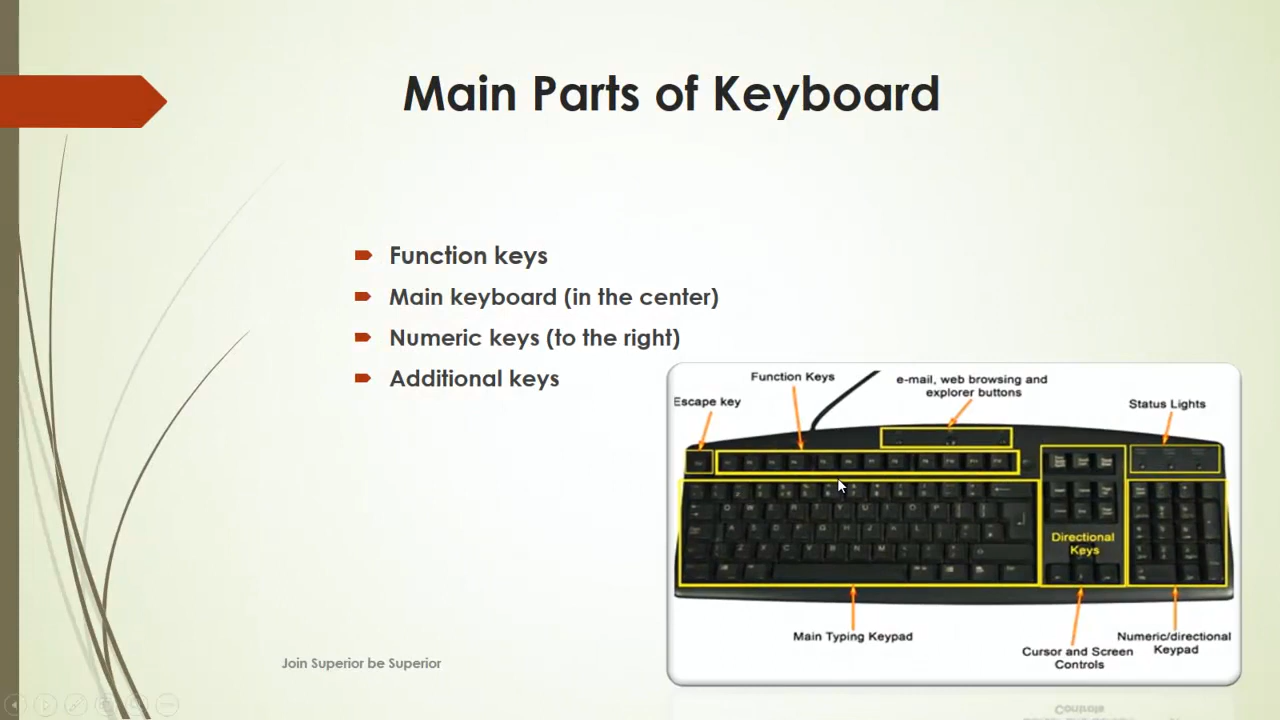 Main Parts of Keyboard
Function keys
Main keyboard (in the center)
Numeric keys (to the right)
Additional keys
Function Keys
e-mail, web browsing and
explorer buttons
Escape key
Status Lights
Directional
Keys
Main Typing Keypad
Numeric/directional
Keypad
Cursor and Screen
Controls
Join Superior be Superior